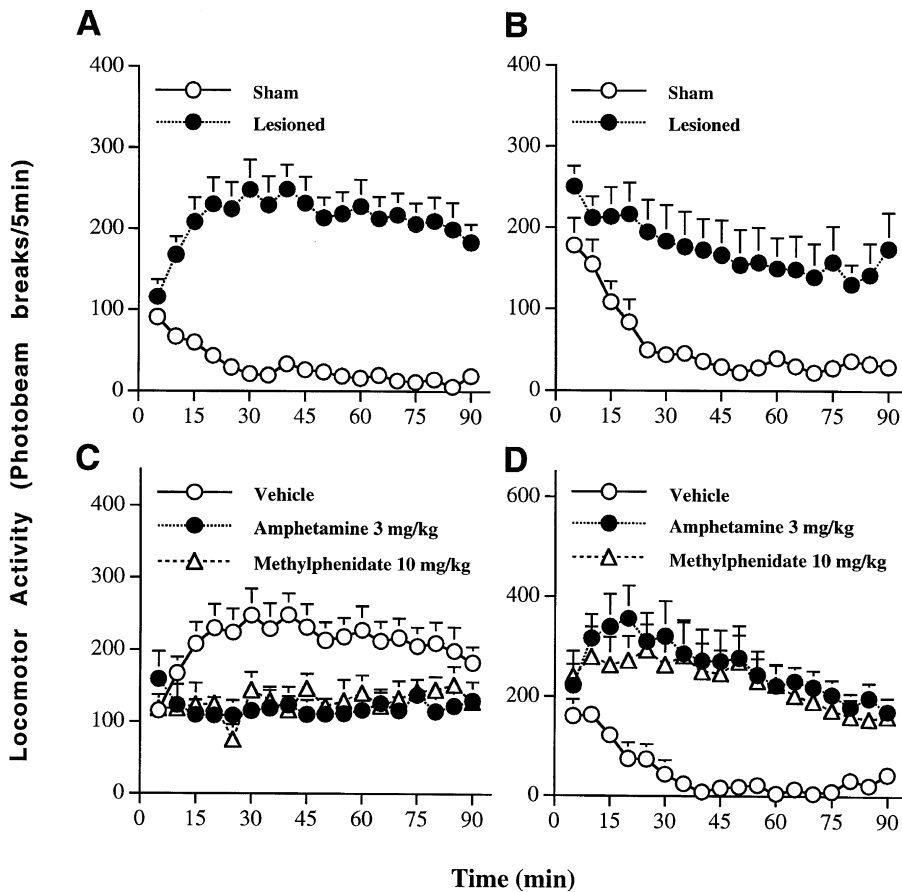 A
400
300
200
100
0
Sham
Lesioned
0 15 30 45 60 75 90
B
400
300
200
100
0
Sham
Lesioned
0 15 30 45 60 75 90
C
400
300
200
100
0
Vehicle
Amphetamine 3 mg/kg
Methylphenidate 10 mg/kg
0 15 30 45 60 75 90
D
600
400
200
0
Vehicle
Amphetamine 3 mg/kg
Methylphenidate 10 mg/kg
0 15 30 45 60 75 90
Locomotor Activity (Photobeam breaks/5min)
Time (min)